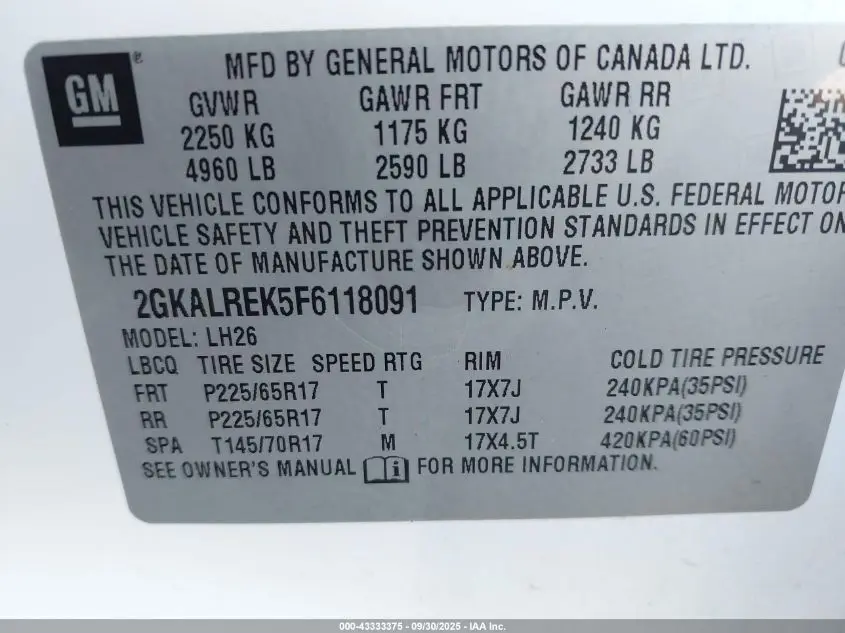 GM
MFD BY GENERAL MOTORS OF CANADA LTD.
GVWR GAWR FRT GAWR RR
2250 KG 1175 KG 1240 KG
4960 LB 2590 LB 2733 LB
THIS VEHICLE CONFORMS TO ALL APPLICABLE U.S. FEDERAL MOTOR
VEHICLE SAFETY AND THEFT PREVENTION STANDARDS IN EFFECT ON
THE DATE OF MANUFACTURE SHOWN ABOVE.
2GKALREK5F6118091 TYPE: M.P.V.
MODEL: LH26
LBCQ TIRE SIZE SPEED RTG RIM COLD TIRE PRESSURE
FRT P225/65R17 T 17X7J 240KPA(35PSI)
RR P225/65R17 T 17X7J 240KPA(35PSI)
SPA T145/70R17 M 17X4.5T 420KPA(60PSI)
SEE OWNER'S MANUAL i FOR MORE INFORMATION.
000-43333375 - 09/30/2025 - IAA Inc.